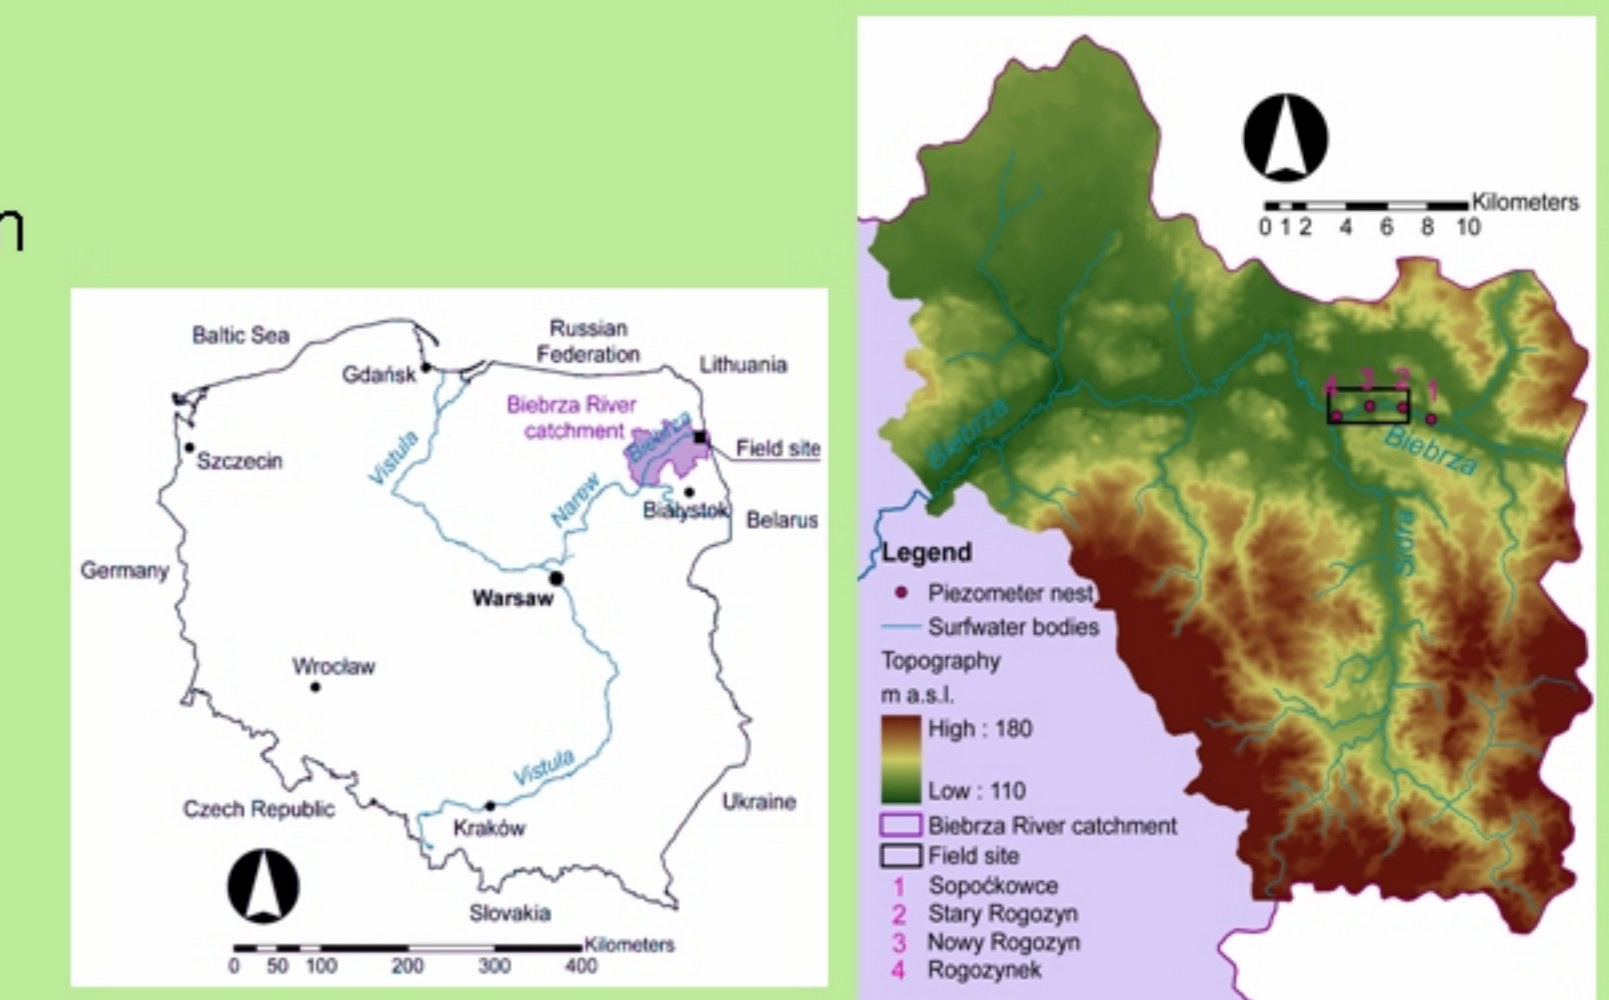 n
Baltic Sea
Russian
Federation
Lithuania
Gdańsk
Biebrza River
catchment
Biebrza
Field site
Szczecin
Vistula
Narew
Białystok
Belarus
Germany
Warsaw
Wrocław
Vistula
Czech Republic
Kraków
Ukraine
Slovakia
Kilometers
0 50 100 200 300 400
Kilometers
0 1 2 4 6 8 10
4 3 2 1
Biebrza
Biebrza
Sidra
Legend
Piezometer nest
Surfwater bodies
Topography
m a.s.l.
High : 180
Low : 110
Biebrza River catchment
Field site
1 Sopoćkowce
2 Stary Rogozyn
3 Nowy Rogozyn
4 Rogozynek